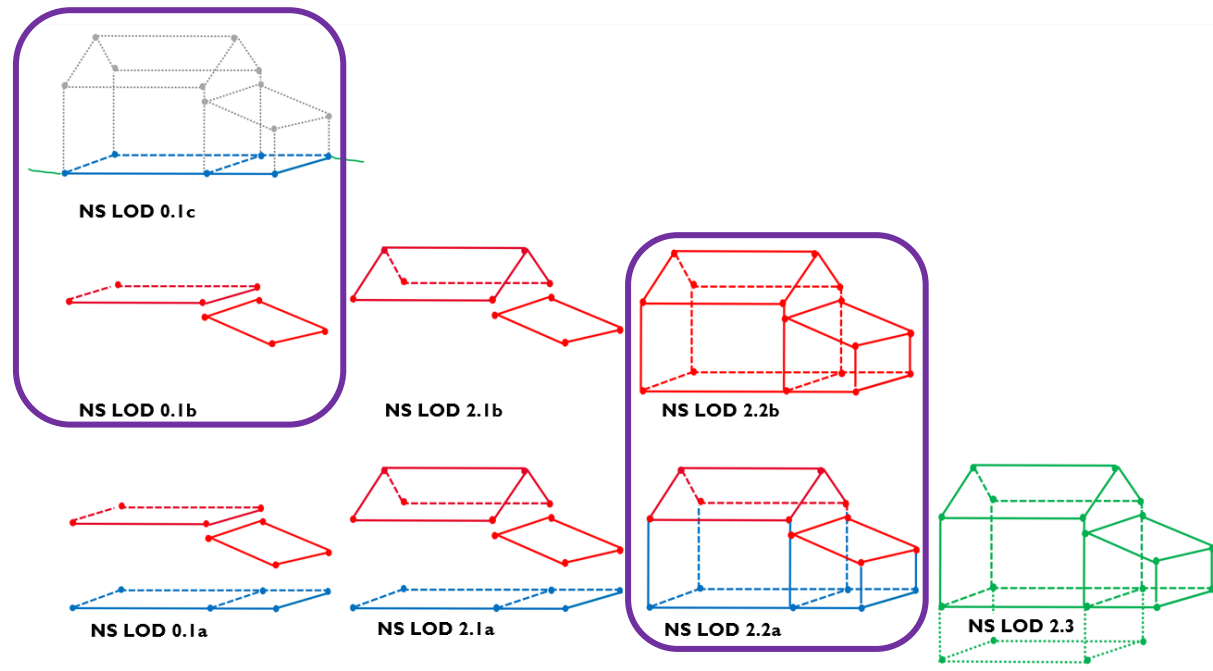 NS LOD 0.1c
NS LOD 0.1b
NS LOD 2.1b
NS LOD 2.2b
NS LOD 0.1a
NS LOD 2.1a
NS LOD 2.2a
NS LOD 2.3